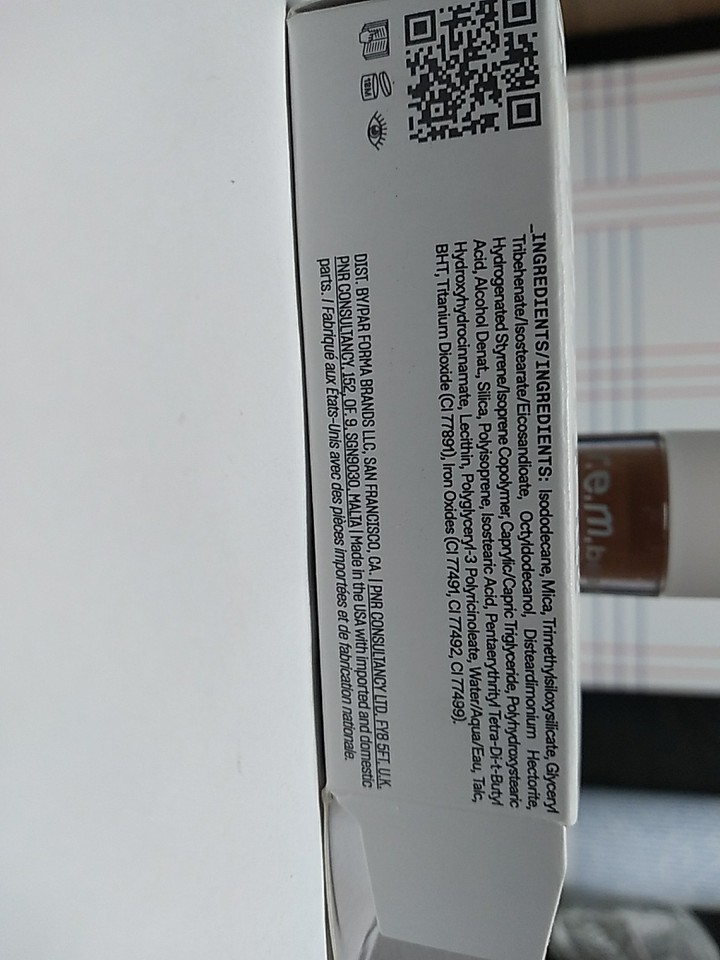 _INGREDIENTS/INGREDIENTS: Isododecane, Mica, Trimethylsiloxysilicate, Glyceryl
Tribehenate/Isostearate/Eicosandioate, Octyldodecanol, Disteardimonium Hectorite,
Hydrogenated Styrene/Isoprene Copolymer, Caprylic/Capric Triglyceride, Polyhydroxystearic
Acid, Alcohol Denat., Silica, Polyisoprene, Isostearic Acid, Pentaerythrityl Tetra-Di-t-Butyl
Hydroxyhydrocinnamate, Lecithin, Polyglyceryl-3 Polyricinoleate, Water/Aqua/Eau, Talc,
BHT, Titanium Dioxide (CI 77891), Iron Oxides (CI 77491, CI 77492, CI 77499).
DIST. BY/PAR FORMA BRANDS LLC, SAN FRANCISCO, CA. | PNR CONSULTANCY LTD, FY8 5FT, U.K.
PNR CONSULTANCY, 152, OF. 9, SGN9030, MALTA | Made in the USA with imported and domestic
parts. / Fabriqué aux États-Unis avec des pièces importées et de fabrication nationale.
18M
r.e.m.b